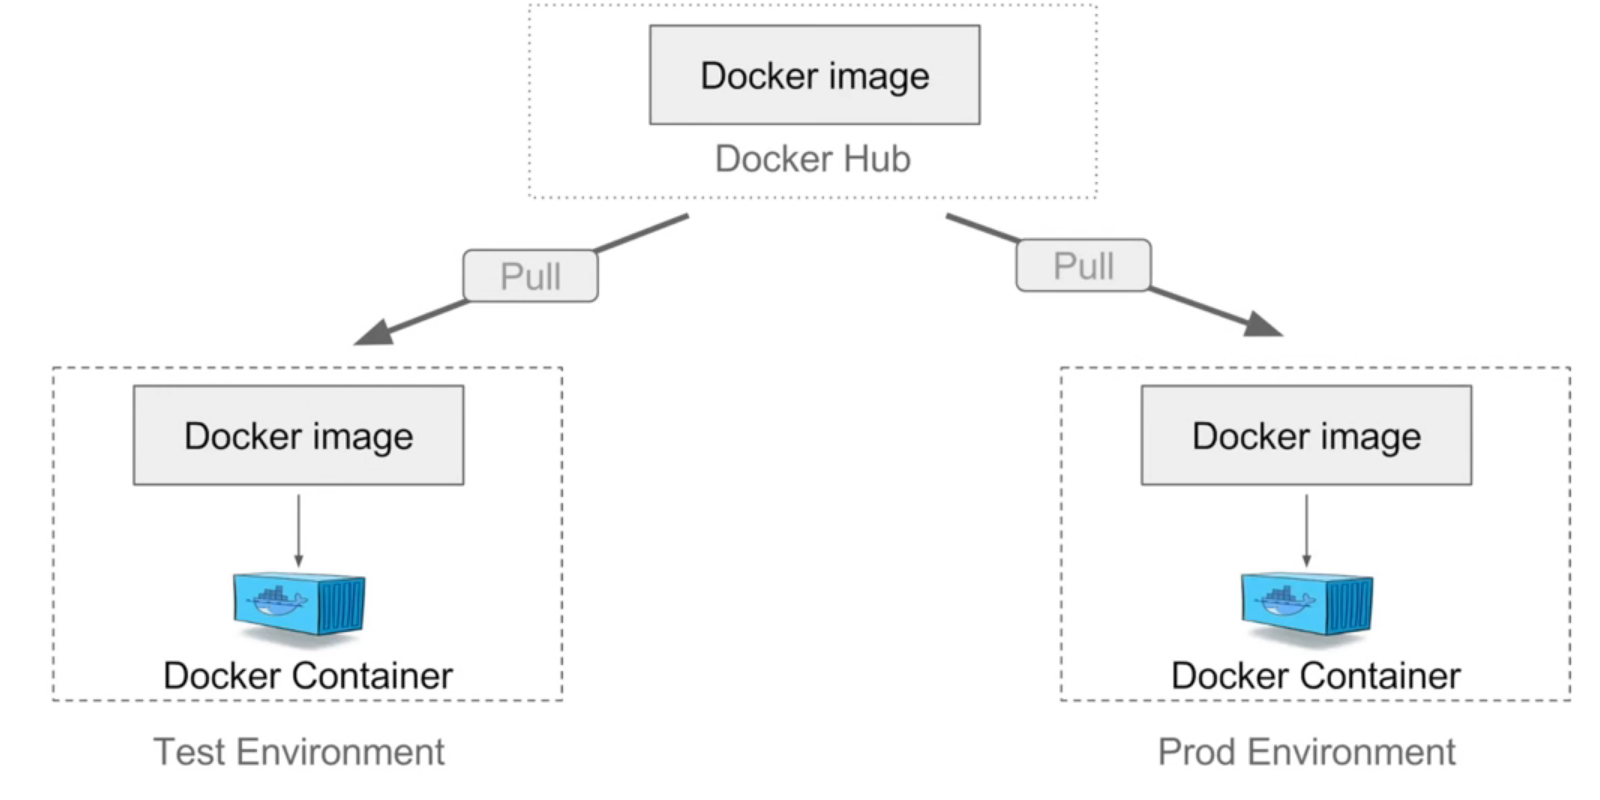 Docker image
Docker Hub
Pull
Pull
Docker image
Docker image
Docker Container
Docker Container
Test Environment
Prod Environment